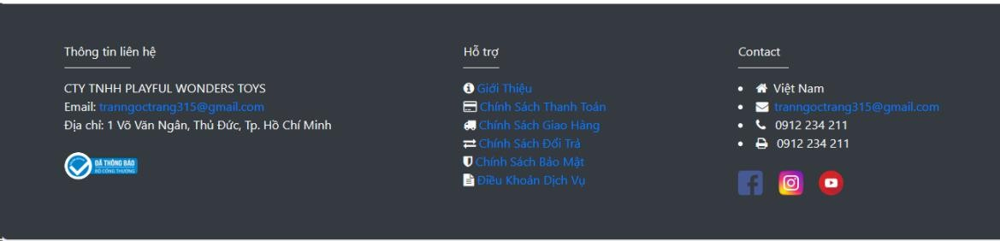 Thông tin liên hệ
CTY TNHH PLAYFUL WONDERS TOYS
Email: tranngoctrang315@gmail.com
Địa chỉ: 1 Võ Văn Ngân, Thủ Đức, Tp. Hồ Chí Minh
ĐÃ THÔNG BÁO
BỘ CÔNG THƯƠNG
Hỗ trợ
Giới Thiệu
Chính Sách Thanh Toán
Chính Sách Giao Hàng
Chính Sách Đổi Trả
Chính Sách Bảo Mật
Điều Khoản Dịch Vụ
Contact
Việt Nam
tranngoctrang315@gmail.com
0912 234 211
0912 234 211